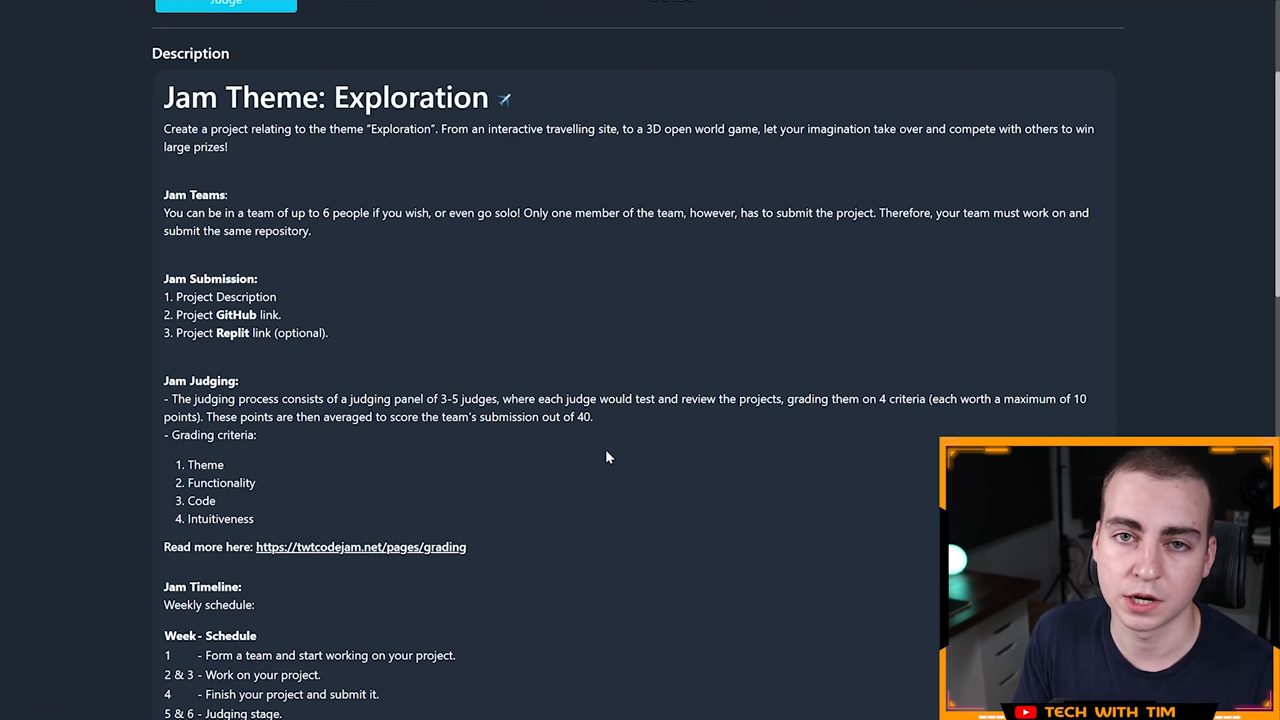 Judge
Description
Jam Theme: Exploration
Create a project relating to the theme “Exploration”. From an interactive travelling site, to a 3D open world game, let your imagination take over and compete with others to win
large prizes!
Jam Teams:
You can be in a team of up to 6 people if you wish, or even go solo! Only one member of the team, however, has to submit the project. Therefore, your team must work on and
submit the same repository.
Jam Submission:
1. Project Description
2. Project GitHub link.
3. Project Replit link (optional).
Jam Judging:
- The judging process consists of a judging panel of 3-5 judges, where each judge would test and review the projects, grading them on 4 criteria (each worth a maximum of 10
points). These points are then averaged to score the team’s submission out of 40.
- Grading criteria:
1. Theme
2. Functionality
3. Code
4. Intuitiveness
Read more here: https://twtcodejam.net/pages/grading
Jam Timeline:
Weekly schedule:
Week - Schedule
1 - Form a team and start working on your project.
2 & 3 - Work on your project.
4 - Finish your project and submit it.
5 & 6 - Judging stage.
TECH WITH TIM